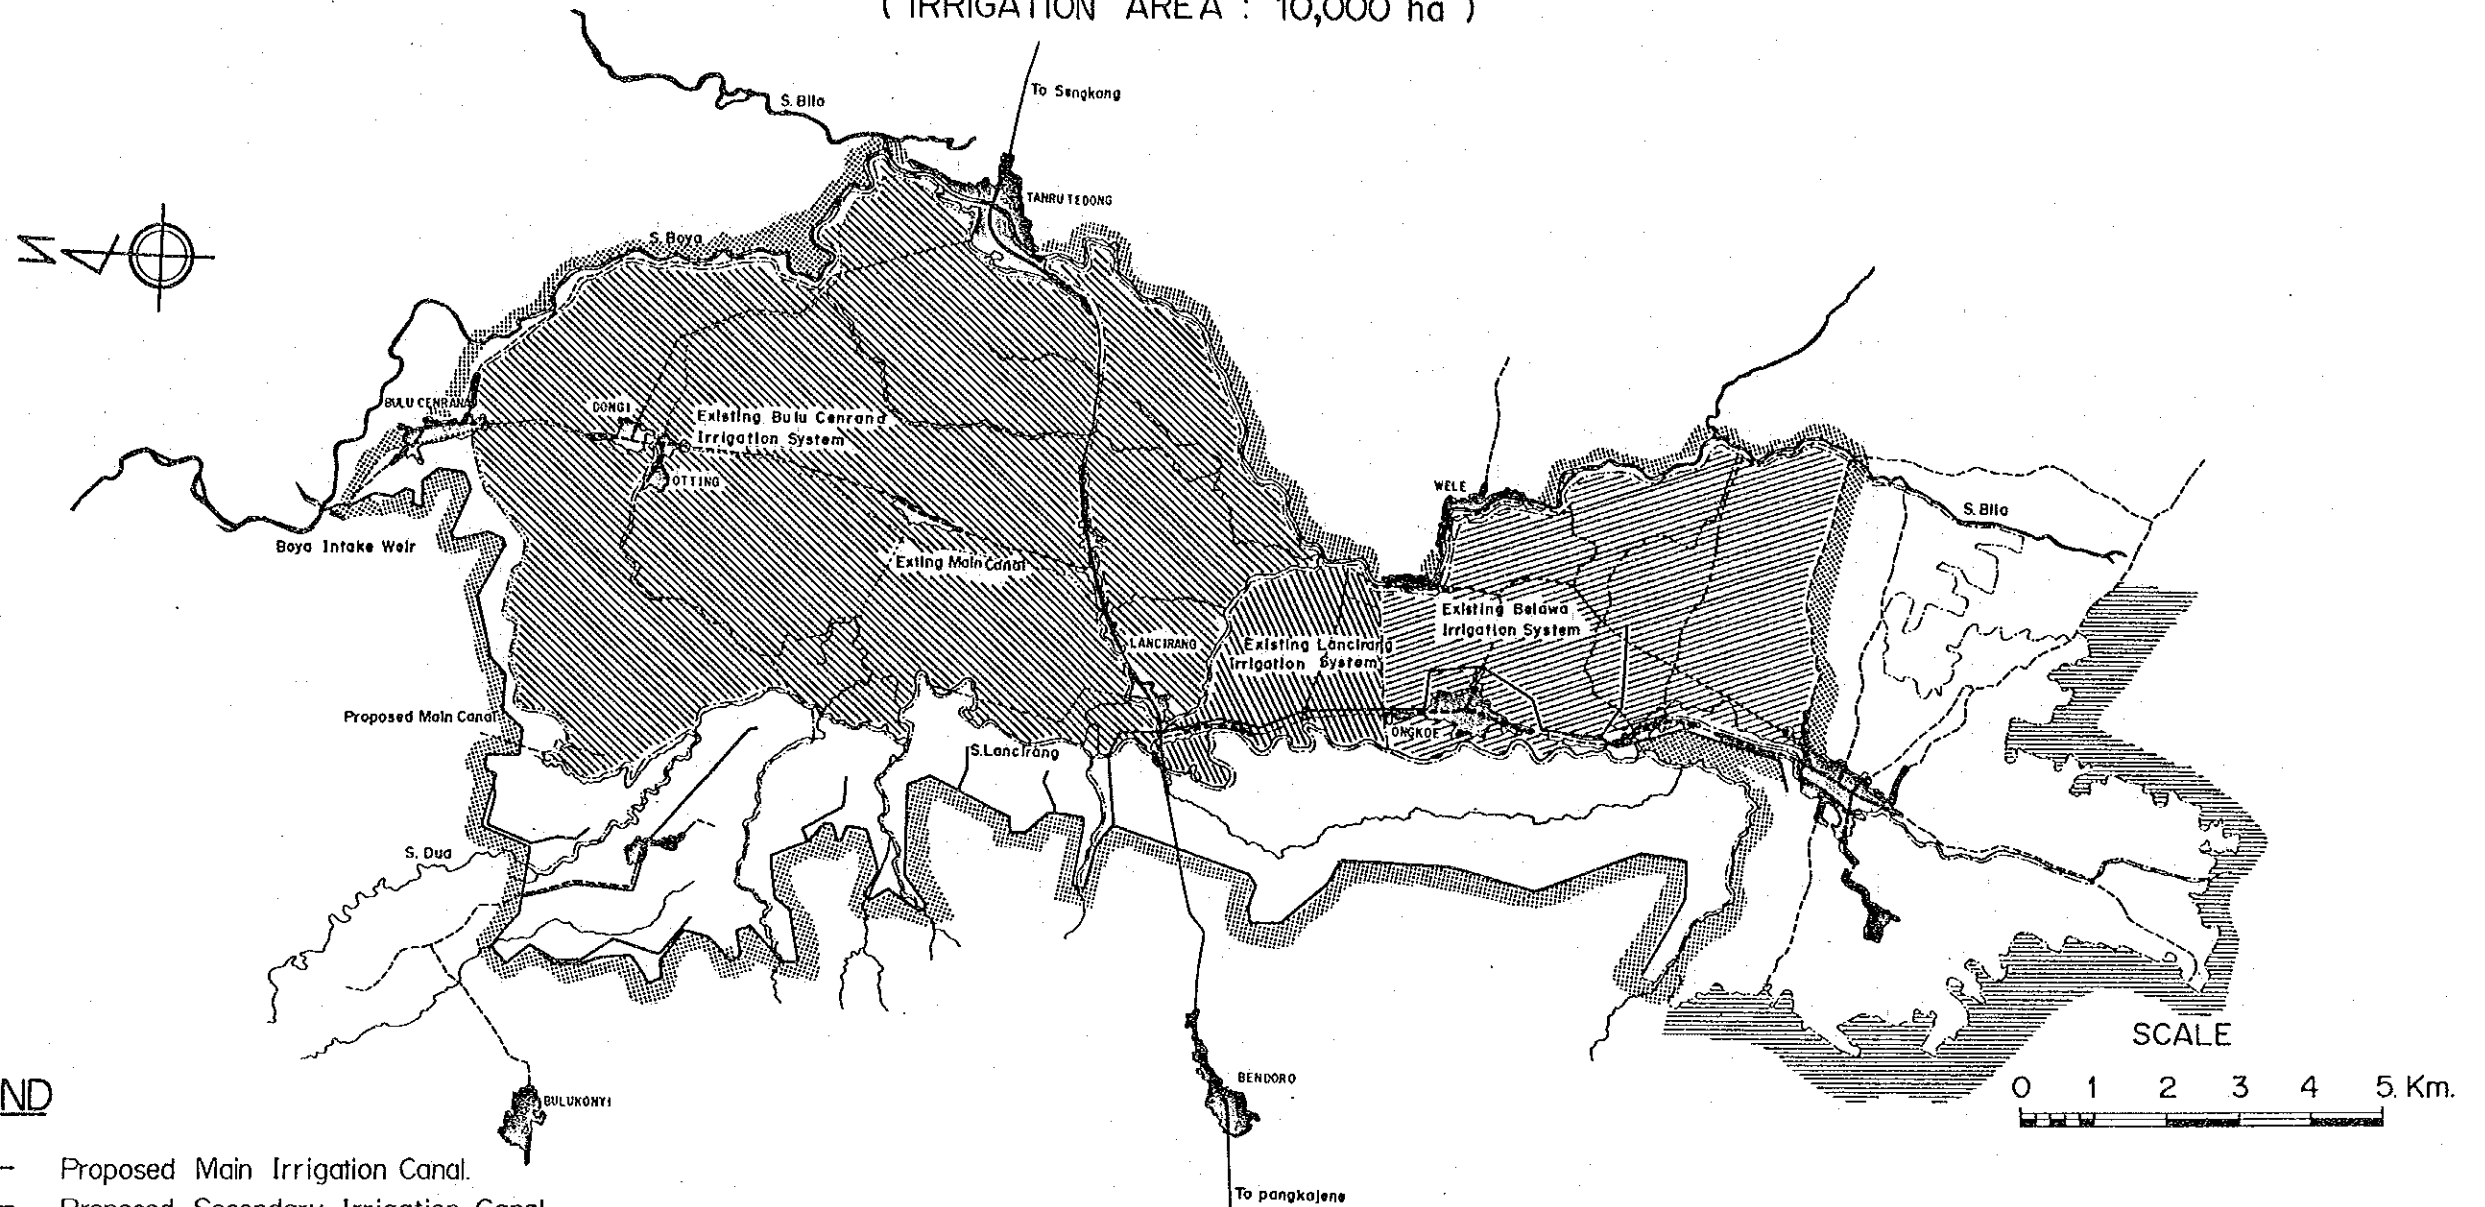 ( IRRIGATION AREA : 10,000 ha )
To Sengkang
S. Bila
TANRU TEDONG
N
S. Boya
BULU CENRANA
DONGI
Existing Bulu Cenrand
Irrigation System
OTTING
WELE
S. Bila
Boya Intake Weir
Exting Main Canal
Existing Belawa
Irrigation System
LANCIRANG
Existing Lancirang
Irrigation System
Proposed Main Canal
ONGKOE
S. Lancirang
S. Dua
SCALE
0 1 2 3 4 5. Km.
BENDORO
ND
BULUKONYI
Proposed Main Irrigation Canal.
Proposed Secondary Irrigation Canal
To pangkajene